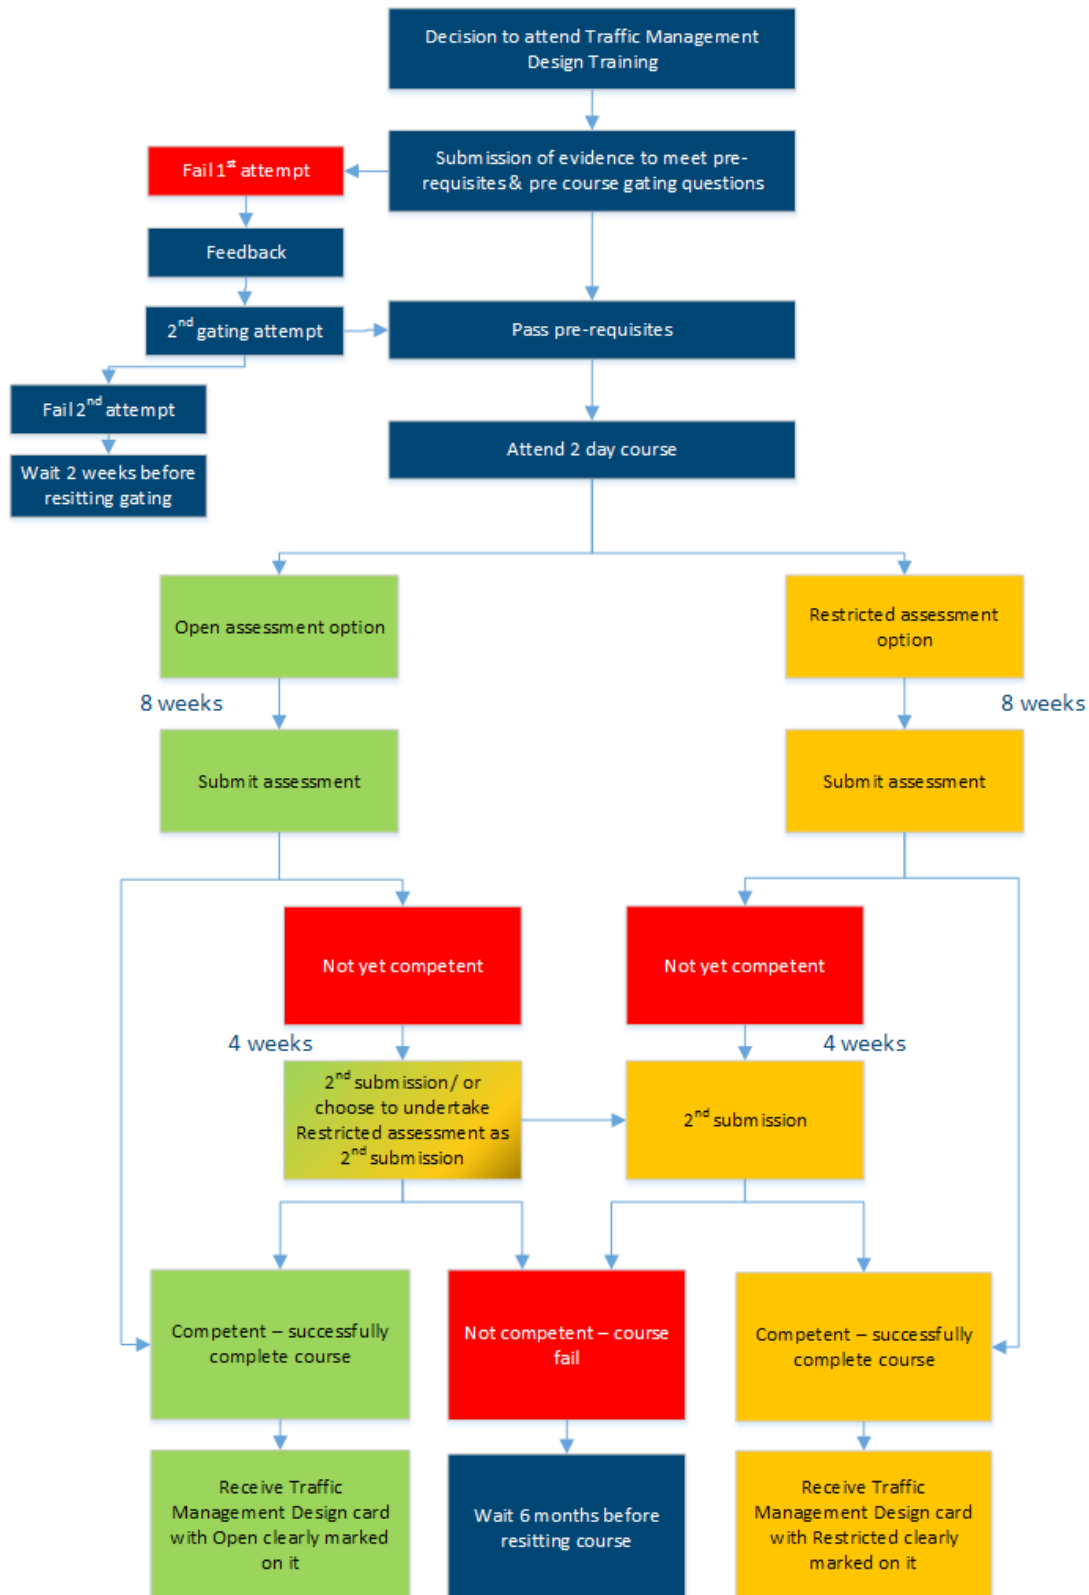 Decision to attend Traffic Management
Design Training
Fail 1st attempt
Submission of evidence to meet pre-
requisites & pre course gating questions
Feedback
2nd gating attempt
Pass pre-requisites
Fail 2nd attempt
Attend 2 day course
Wait 2 weeks before
resitting gating
Open assessment option
Restricted assessment
option
8 weeks
8 weeks
Submit assessment
Submit assessment
Not yet competent
Not yet competent
4 weeks
4 weeks
2nd submission / or
choose to undertake
Restricted assessment as
2nd submission
2nd submission
Competent – successfully
complete course
Not competent – course
fail
Competent – successfully
complete course
Receive Traffic
Management Design card
with Open clearly marked
on it
Wait 6 months before
resitting course
Receive Traffic
Management Design card
with Restricted clearly
marked on it